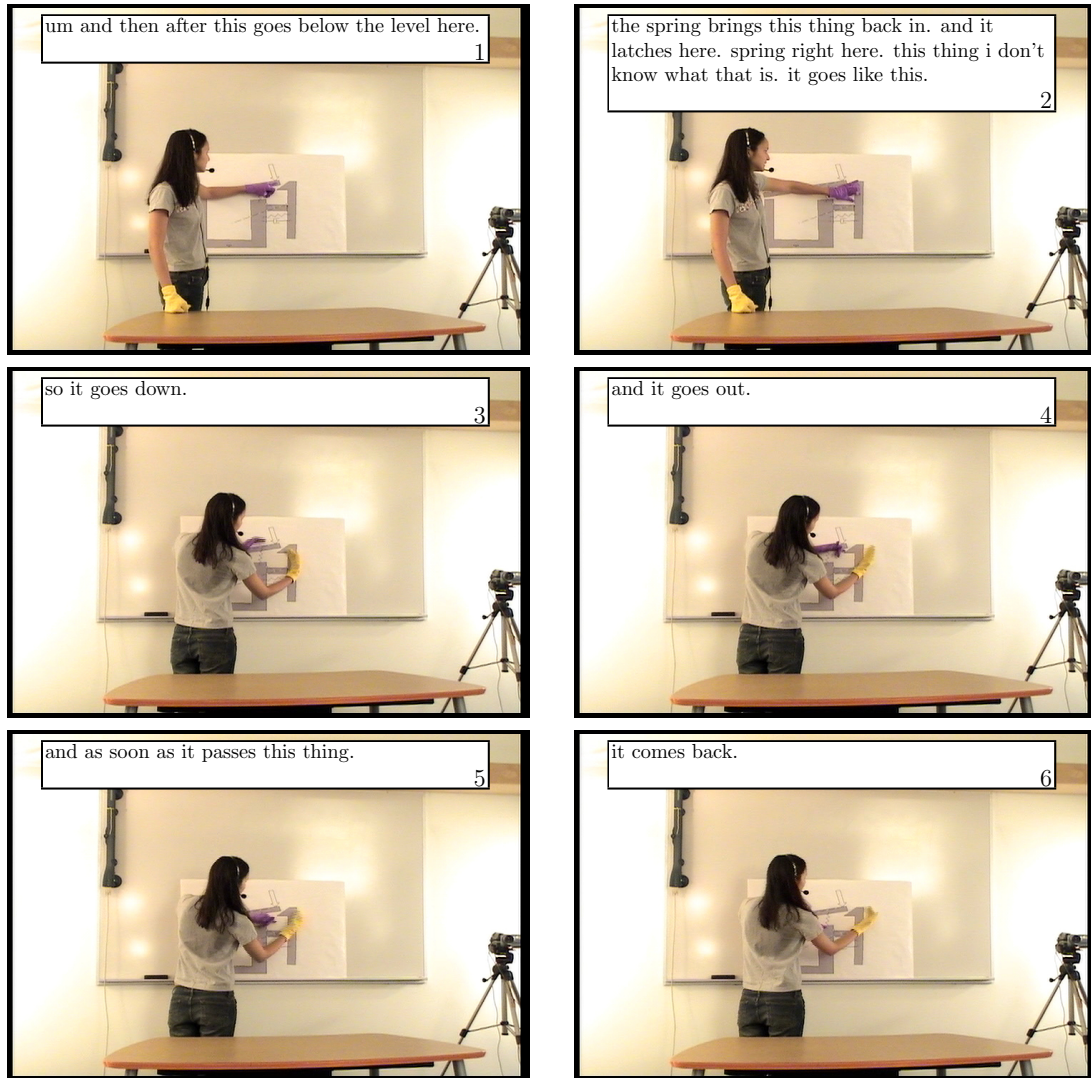 um and then after this goes below the level here.
1
the spring brings this thing back in. and it
latches here. spring right here. this thing i don't
know what that is. it goes like this.
2
so it goes down.
3
and it goes out.
4
and as soon as it passes this thing.
5
it comes back.
6